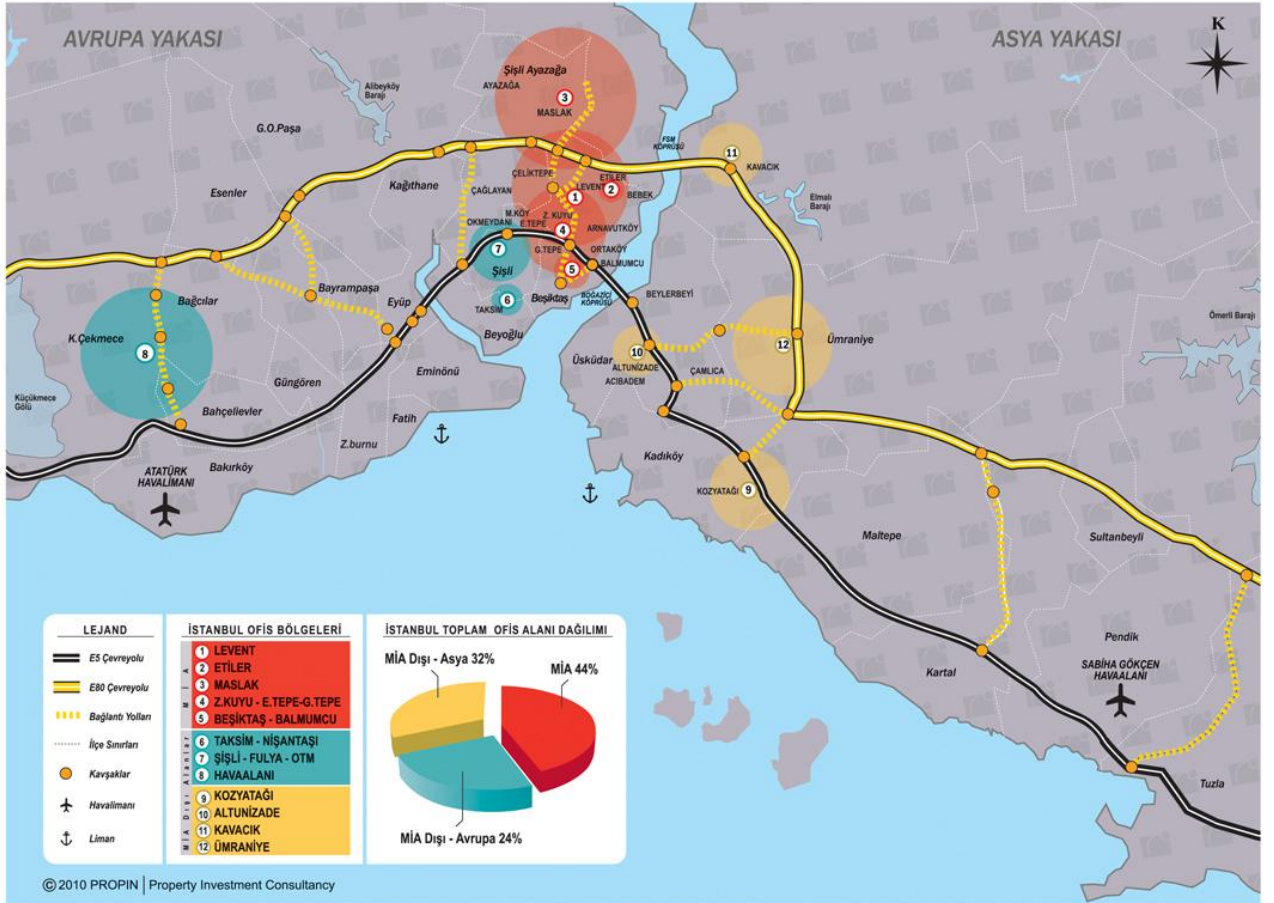 AVRUPA YAKASI
ASYA YAKASI
K
Şişli Ayazağa
AYAZAĞA
3
MASLAK
Alibeyköy
Barajı
G.O.Paşa
FSM
KÖPRÜSÜ
11
KAVACIK
Esenler
Kağıthane
ÇELİKTEPE
ETİLER
ÇAĞLAYAN
LEVENT
2
1
BEBEK
Elmalı
Barajı
M.KÖY
Z. KUYU
OKMEYDANI
E.TEPE
4
ARNAVUTKÖY
7
G.TEPE
ORTAKÖY
Şişli
5
BALMUMCU
Bağcılar
Bayrampaşa
Eyüp
6
TAKSIM
Beşiktaş
BOĞAZİÇİ
KÖPRÜSÜ
BEYLERBEYİ
Ömerli Barajı
K.Çekmece
8
Beyoğlu
12
Ümraniye
10
Üsküdar
ALTUNİZADE
ÇAMLICA
ACIBADEM
Eminönü
Güngören
Küçükmece
Gölü
Bahçelievler
Fatih
Z.burnu
Bakırköy
Kadıköy
ATATÜRK
HAVALİMANI
KOZYATAĞI
9
Maltepe
Sultanbeyli
Pendik
Kartal
SABİHA GÖKÇEN
HAVAALANI
Tuzla
LEJAND
E5 Çevreyolu
E80 Çevreyolu
Bağlantı Yolları
İlçe Sınırları
Kavşaklar
Havalimanı
Liman
İSTANBUL OFİS BÖLGELERİ
M İ A
1 LEVENT
2 ETİLER
3 MASLAK
4 Z.KUYU - E.TEPE-G.TEPE
5 BEŞİKTAŞ - BALMUMCU
MİA Dışı Alanlar
6 TAKSİM - NİŞANTAŞI
7 ŞİŞLİ - FULYA - OTM
8 HAVAALANI
9 KOZYATAĞI
10 ALTUNİZADE
11 KAVACIK
12 ÜMRANİYE
İSTANBUL TOPLAM OFİS ALANI DAĞILIMI
MİA Dışı - Asya 32%
MİA 44%
MİA Dışı - Avrupa 24%
© 2010 PROPIN | Property Investment Consultancy